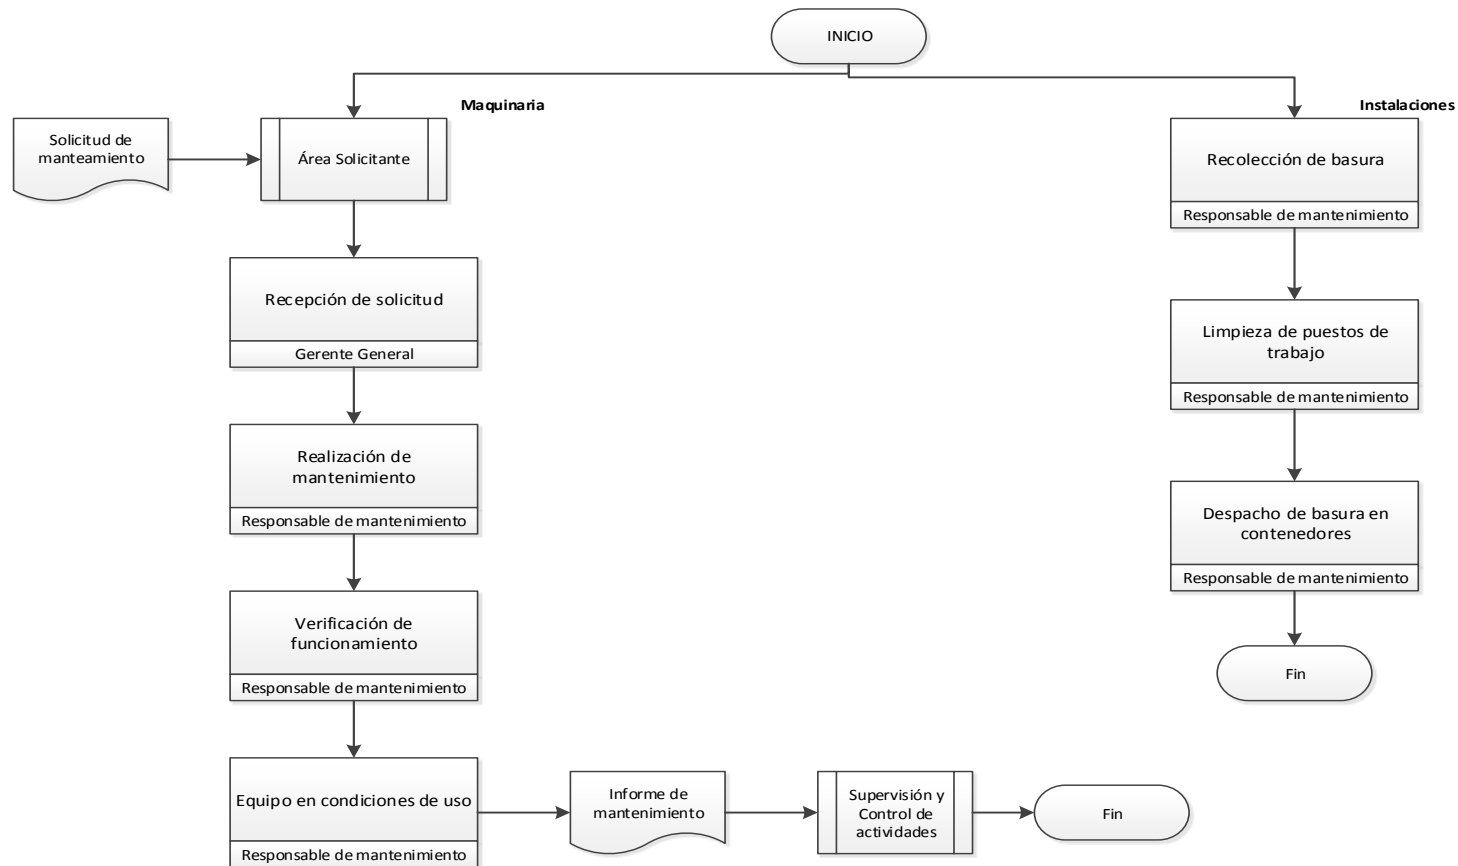 INICIO
Maquinaria
Instalaciones
Solicitud de
manteamiento
Área Solicitante
Recolección de basura
Responsable de mantenimiento
Recepción de solicitud
Gerente General
Limpieza de puestos de
trabajo
Responsable de mantenimiento
Realización de
mantenimiento
Responsable de mantenimiento
Despacho de basura en
contenedores
Responsable de mantenimiento
Verificación de
funcionamiento
Responsable de mantenimiento
Fin
Equipo en condiciones de uso
Responsable de mantenimiento
Informe de
mantenimiento
Supervisión y
Control de
actividades
Fin